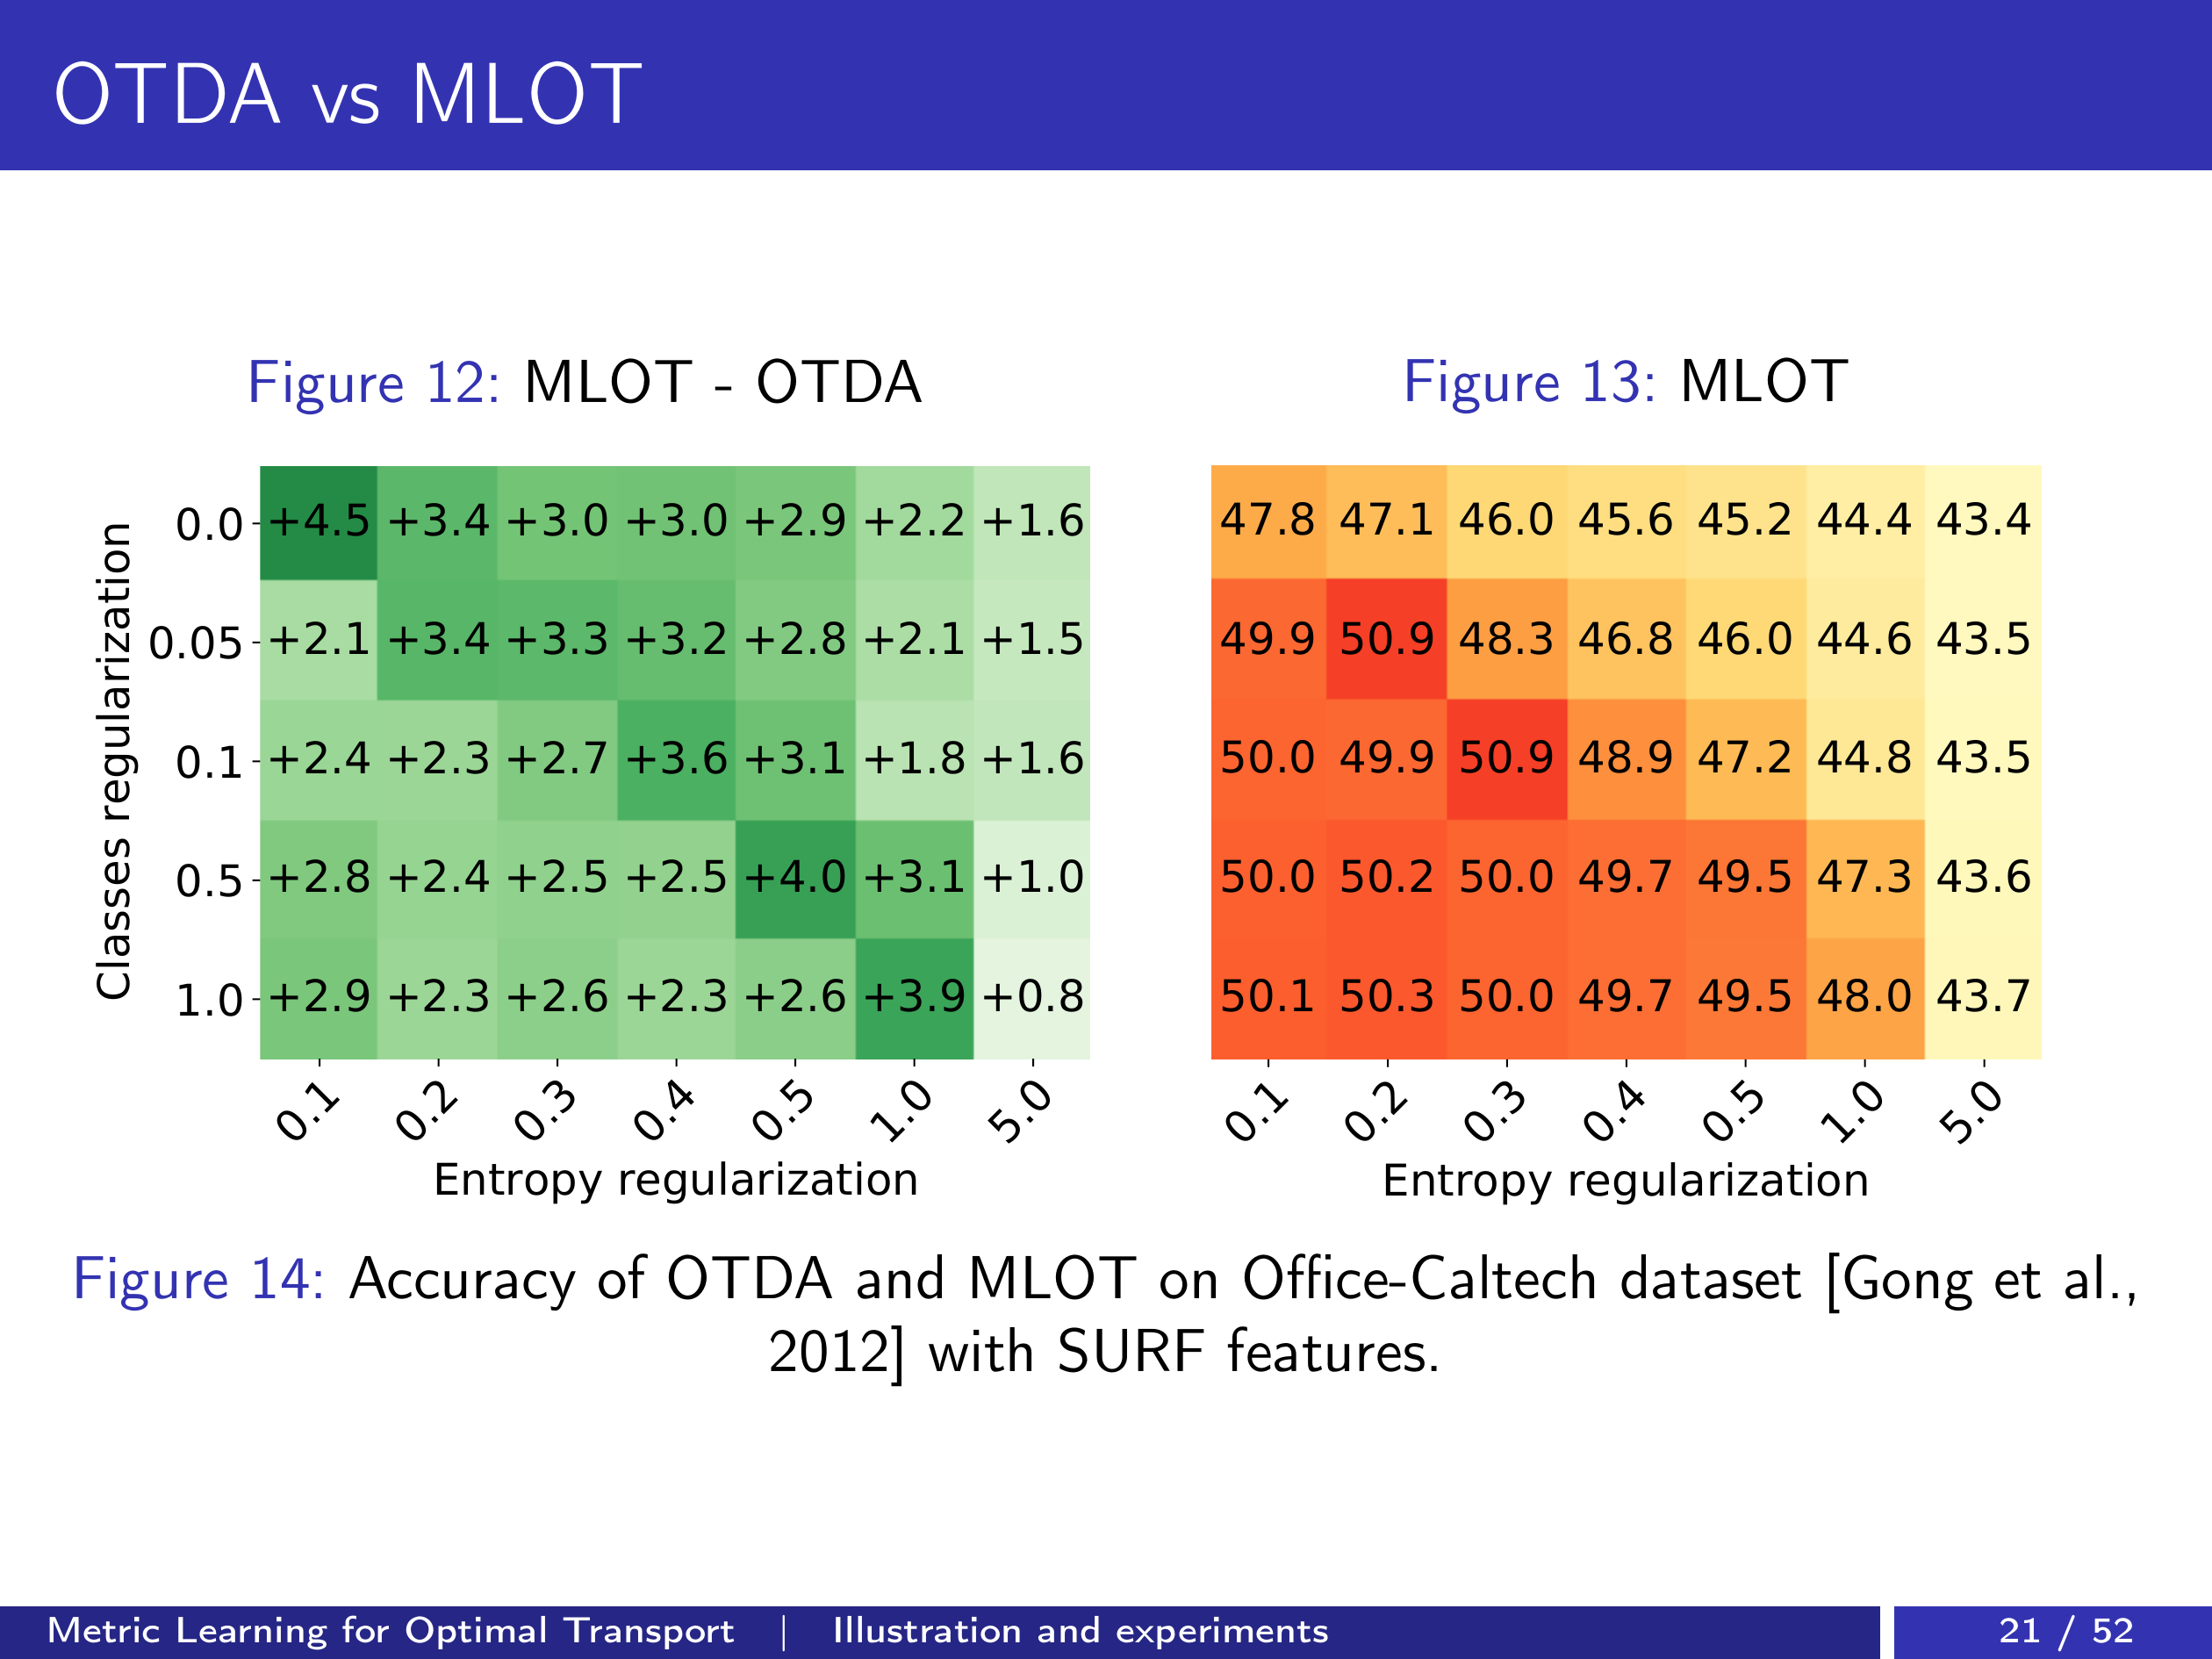 OTDA vs MLOT
Figure 12: MLOT - OTDA
Classes regularization
0.0 +4.5 +3.4 +3.0 +3.0 +2.9 +2.2 +1.6
0.05 +2.1 +3.4 +3.3 +3.2 +2.8 +2.1 +1.5
0.1 +2.4 +2.3 +2.7 +3.6 +3.1 +1.8 +1.6
0.5 +2.8 +2.4 +2.5 +2.5 +4.0 +3.1 +1.0
1.0 +2.9 +2.3 +2.6 +2.3 +2.6 +3.9 +0.8
0.1 0.2 0.3 0.4 0.5 1.0 5.0
Entropy regularization
Figure 13: MLOT
47.8 47.1 46.0 45.6 45.2 44.4 43.4
49.9 50.9 48.3 46.8 46.0 44.6 43.5
50.0 49.9 50.9 48.9 47.2 44.8 43.5
50.0 50.2 50.0 49.7 49.5 47.3 43.6
50.1 50.3 50.0 49.7 49.5 48.0 43.7
0.1 0.2 0.3 0.4 0.5 1.0 5.0
Entropy regularization
Figure 14: Accuracy of OTDA and MLOT on Office-Caltech dataset [Gong et al.,
2012] with SURF features.
Metric Learning for Optimal Transport | Illustration and experiments
21 / 52